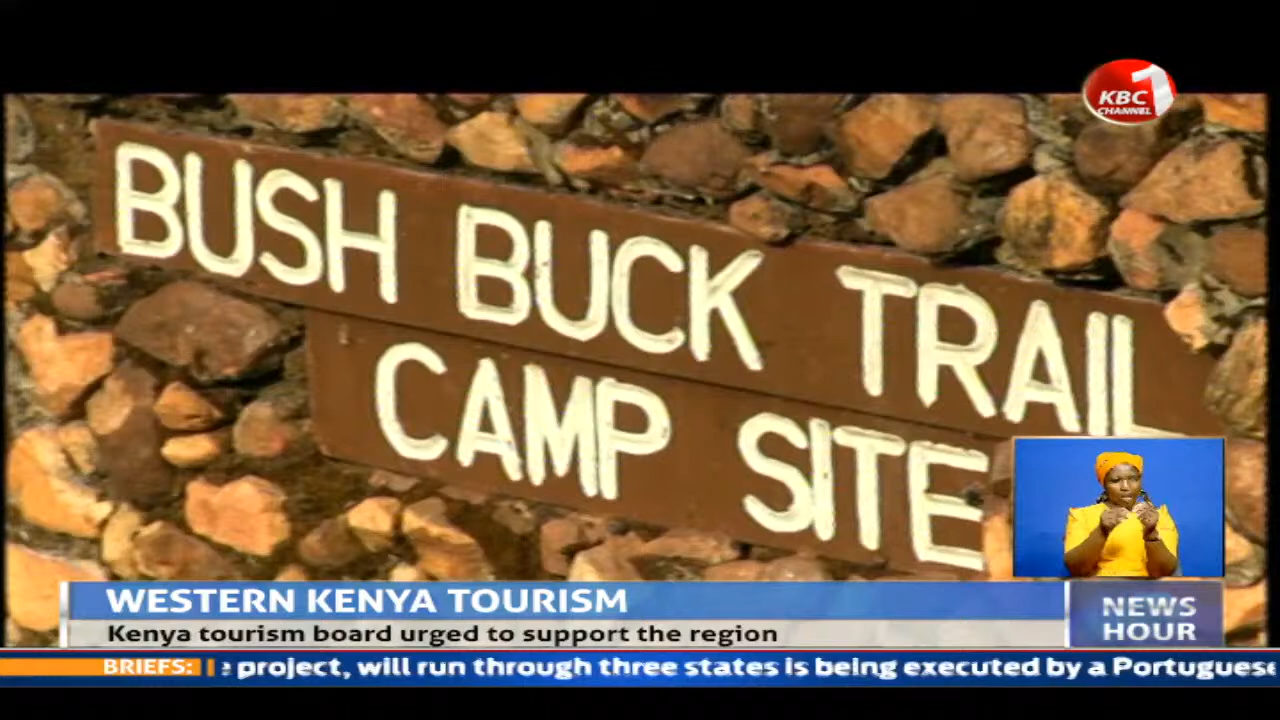 KBC 1
CHANNEL
BUSH BUCK TRAIL
CAMP SITE
WESTERN KENYA TOURISM
Kenya tourism board urged to support the region
NEWS
HOUR
BRIEFS:
project, will run through three states is being executed by a Portuguese